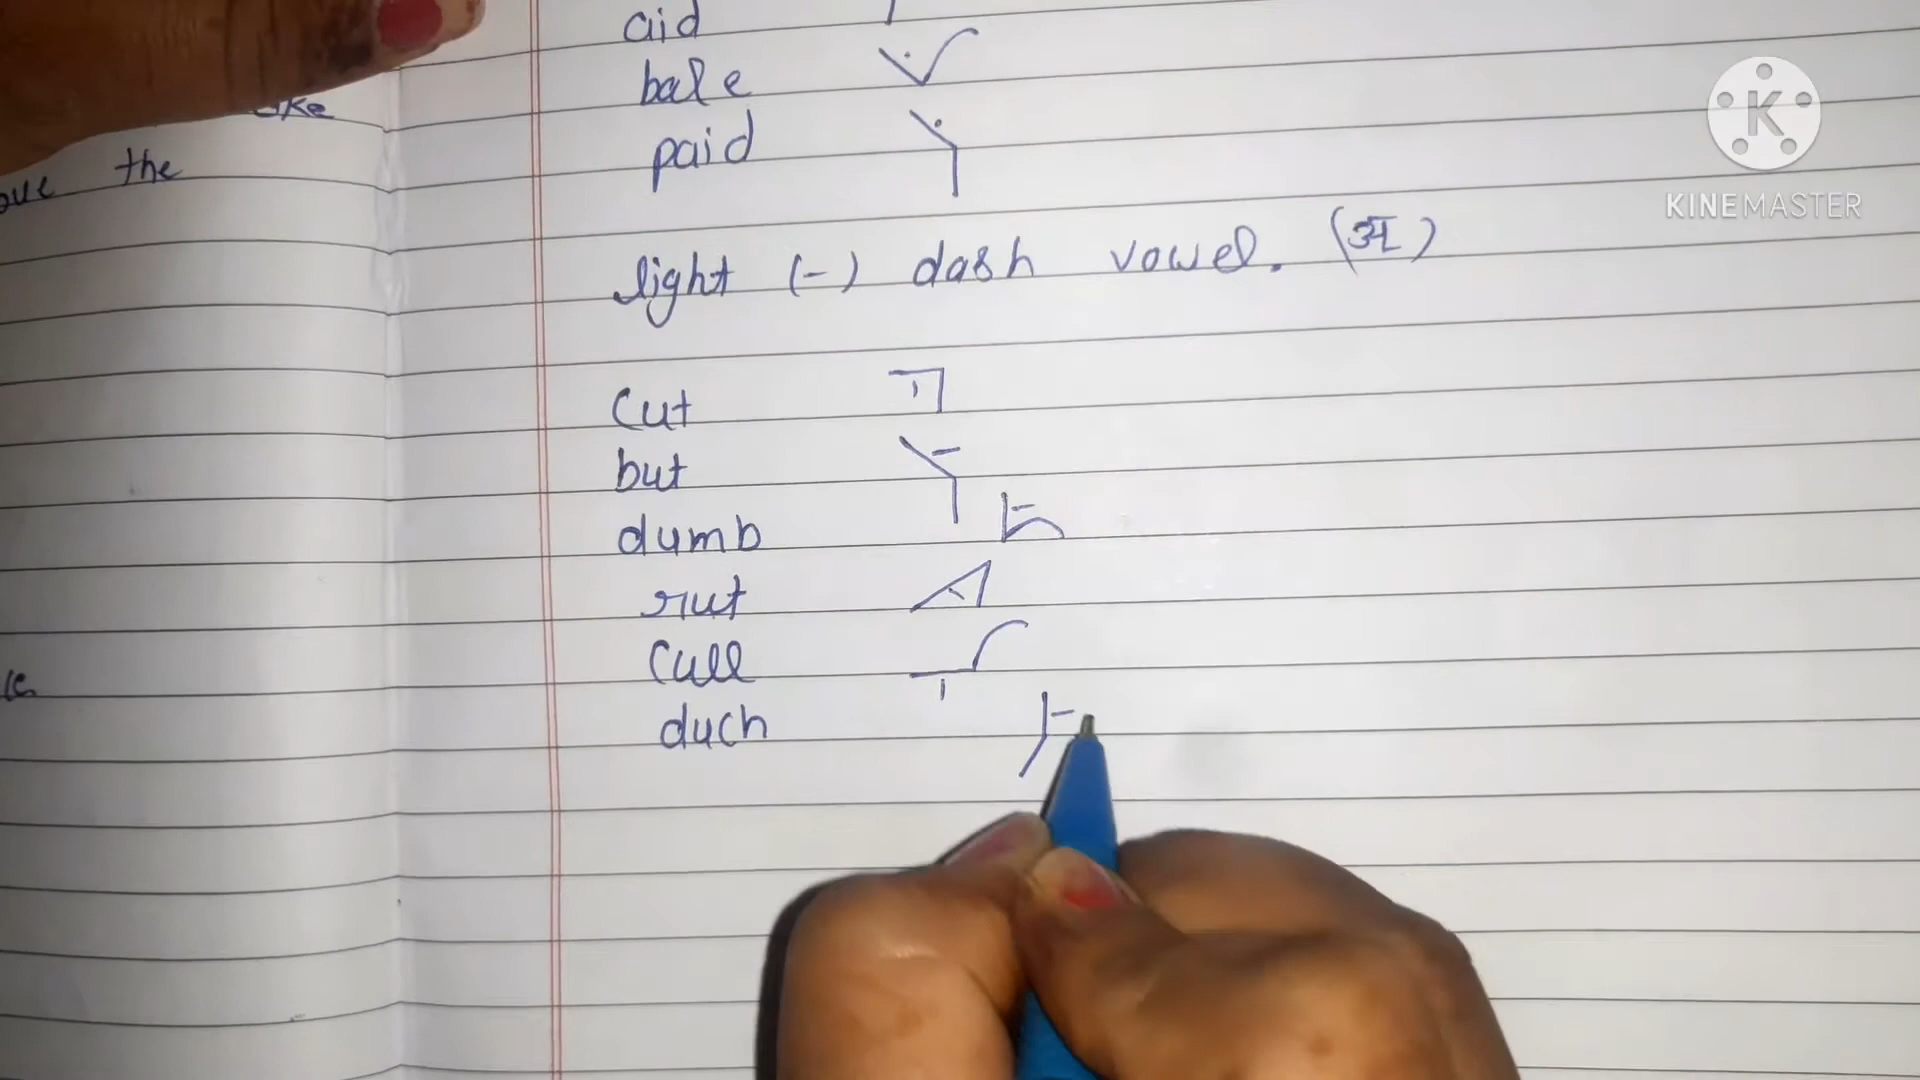 aid
bale
paid
the
light (-) dash vowel. (अ)
cut
but
dumb
rut
cull
duch
K
KINEMASTER